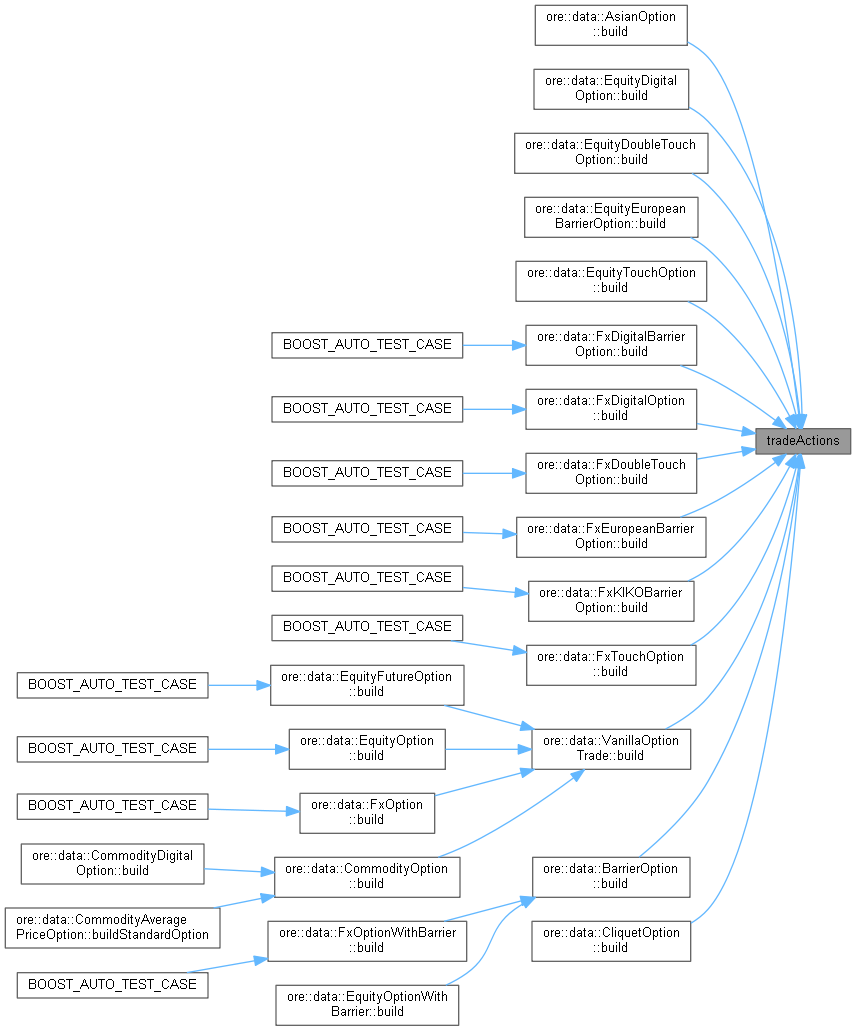 ore::data::AsianOption
::build
ore::data::EquityDigital
Option::build
ore::data::EquityDoubleTouch
Option::build
ore::data::EquityEuropean
BarrierOption::build
ore::data::EquityTouchOption
::build
BOOST_AUTO_TEST_CASE
ore::data::FxDigitalBarrier
Option::build
BOOST_AUTO_TEST_CASE
ore::data::FxDigitalOption
::build
tradeActions
BOOST_AUTO_TEST_CASE
ore::data::FxDoubleTouch
Option::build
BOOST_AUTO_TEST_CASE
ore::data::FxEuropeanBarrier
Option::build
BOOST_AUTO_TEST_CASE
ore::data::FxKIKOBarrier
Option::build
BOOST_AUTO_TEST_CASE
ore::data::FxTouchOption
::build
BOOST_AUTO_TEST_CASE
ore::data::EquityFutureOption
::build
BOOST_AUTO_TEST_CASE
ore::data::EquityOption
::build
ore::data::VanillaOption
Trade::build
BOOST_AUTO_TEST_CASE
ore::data::FxOption
::build
ore::data::CommodityDigital
Option::build
ore::data::CommodityOption
::build
ore::data::BarrierOption
::build
ore::data::CommodityAverage
PriceOption::buildStandardOption
ore::data::FxOptionWithBarrier
::build
ore::data::CliquetOption
::build
BOOST_AUTO_TEST_CASE
ore::data::EquityOptionWith
Barrier::build